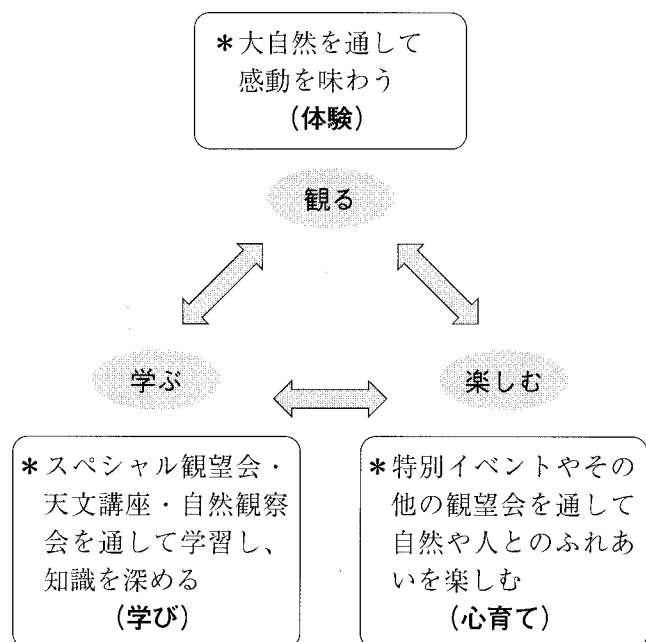 ＊大自然を通して
感動を味わう
（体験）
観る
学ぶ
楽しむ
＊スペシャル観望会・
天文講座・自然観察
会を通して学習し、
知識を深める
（学び）
＊特別イベントやその
他の観望会を通して
自然や人とのふれあ
いを楽しむ
（心育て）